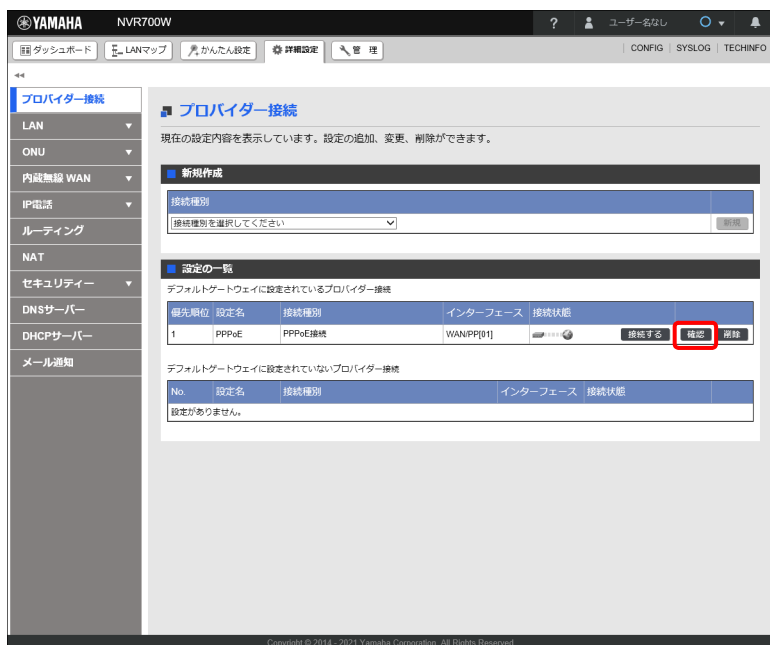 YAMAHA NVR700W ? ユーザー名なし
ダッシュボード LANマップ かんたん設定 詳細設定 管 理 CONFIG SYSLOG TECHINFO
プロバイダー接続
LAN
ONU
内蔵無線 WAN
IP電話
ルーティング
NAT
セキュリティー
DNSサーバー
DHCPサーバー
メール通知
プロバイダー接続
現在の設定内容を表示しています。設定の追加、変更、削除ができます。
新規作成
接続種別
接続種別を選択してください 新規
設定の一覧
デフォルトゲートウェイに設定されているプロバイダー接続
優先順位 設定名 接続種別 インターフェース 接続状態
1 PPPoE PPPoE接続 WAN/PP[01] 接続する 確認 削除
デフォルトゲートウェイに設定されていないプロバイダー接続
No. 設定名 接続種別 インターフェース 接続状態
設定がありません。
Copyright © 2014 - 2021 Yamaha Corporation. All Rights Reserved.